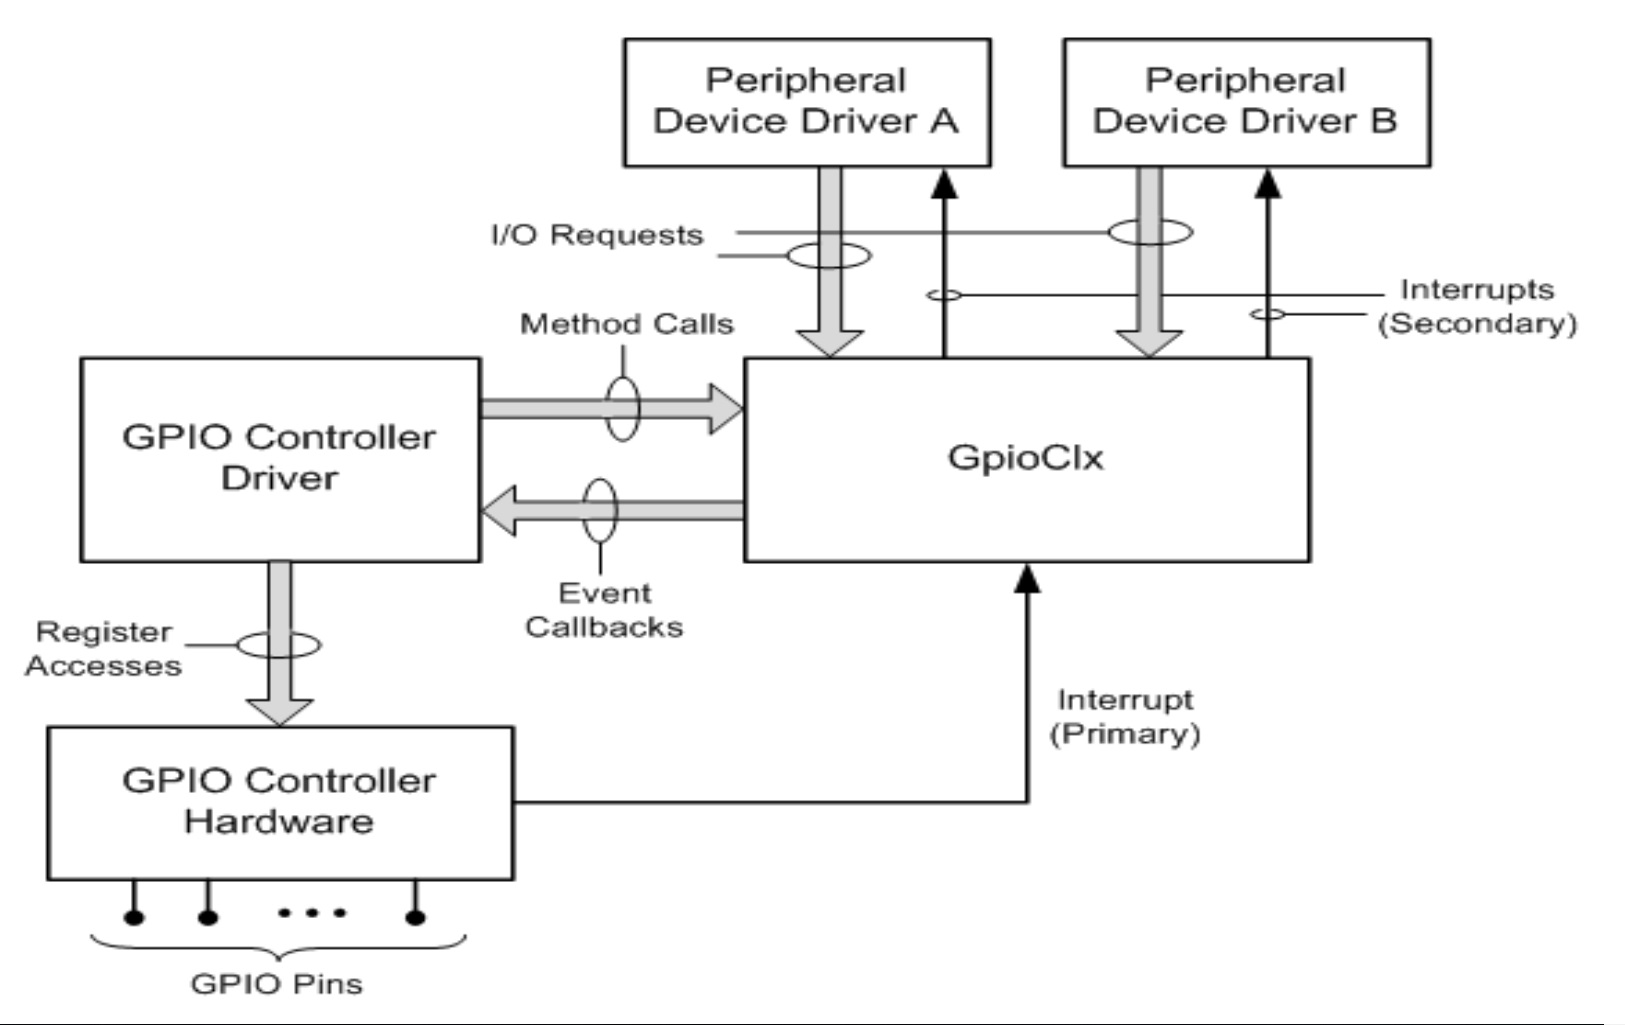 Peripheral
Device Driver A
Peripheral
Device Driver B
I/O Requests
Interrupts
(Secondary)
Method Calls
GPIO Controller
Driver
GpioClx
Event
Callbacks
Register
Accesses
Interrupt
(Primary)
GPIO Controller
Hardware
GPIO Pins